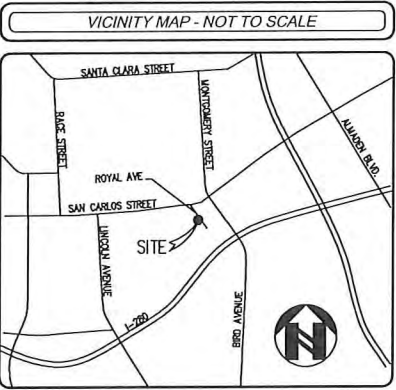 VICINITY MAP - NOT TO SCALE
SANTA CLARA STREET
RACE STREET
MONTGOMERY STREET
ALMADEN BLVD.
ROYAL AVE
SAN CARLOS STREET
SITE
LINCOLN AVENUE
I-280
BIRD AVENUE
N